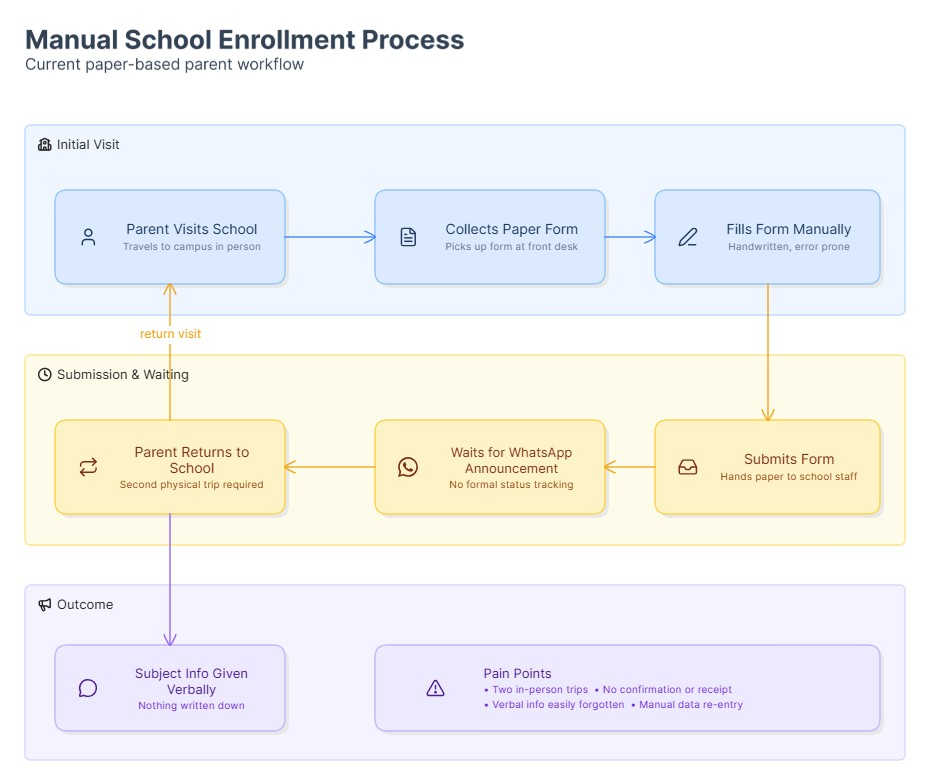 Manual School Enrollment Process
Current paper-based parent workflow
Initial Visit
Parent Visits School
Travels to campus in person
Collects Paper Form
Picks up form at front desk
Fills Form Manually
Handwritten, error prone
return visit
Submission & Waiting
Parent Returns to
School
Second physical trip required
Waits for WhatsApp
Announcement
No formal status tracking
Submits Form
Hands paper to school staff
Outcome
Subject Info Given
Verbally
Nothing written down
Pain Points
• Two in-person trips • No confirmation or receipt
• Verbal info easily forgotten • Manual data re-entry